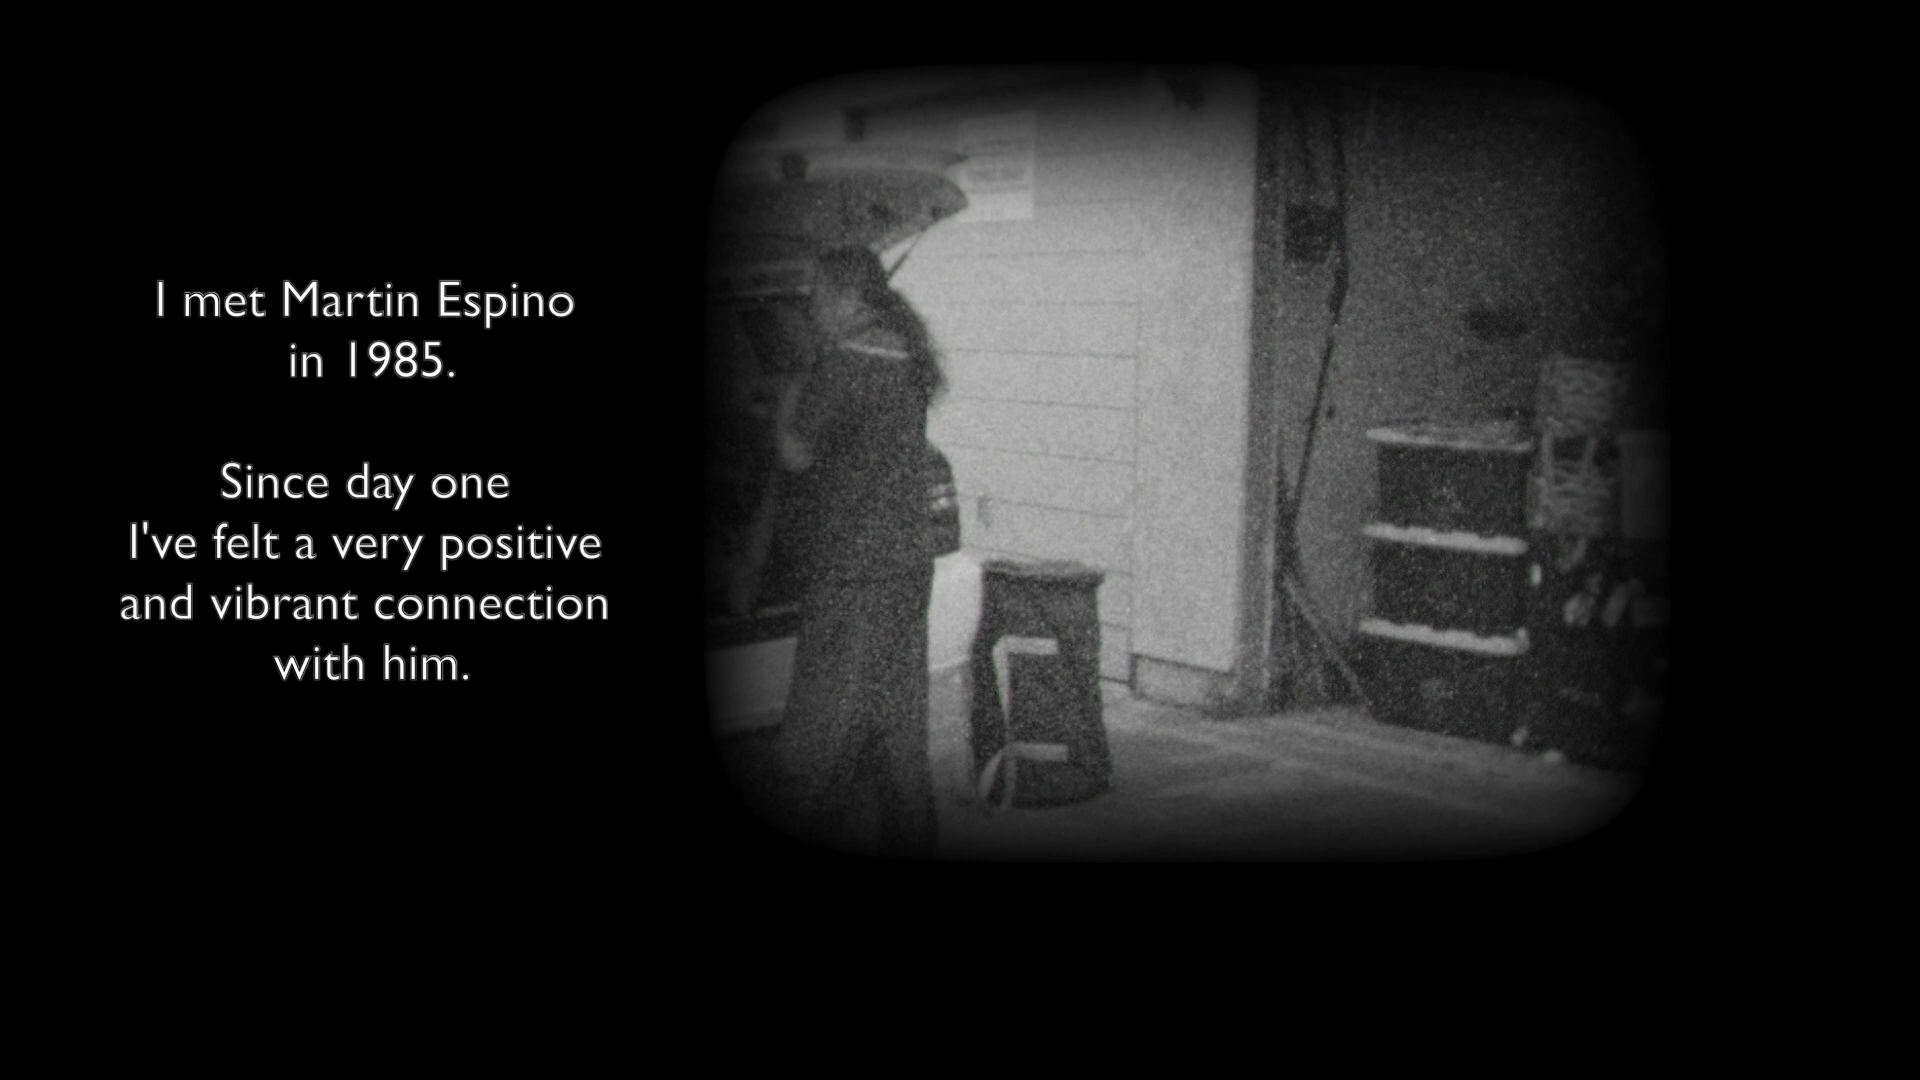 I met Martin Espino
in 1985.
Since day one
I've felt a very positive
and vibrant connection
with him.